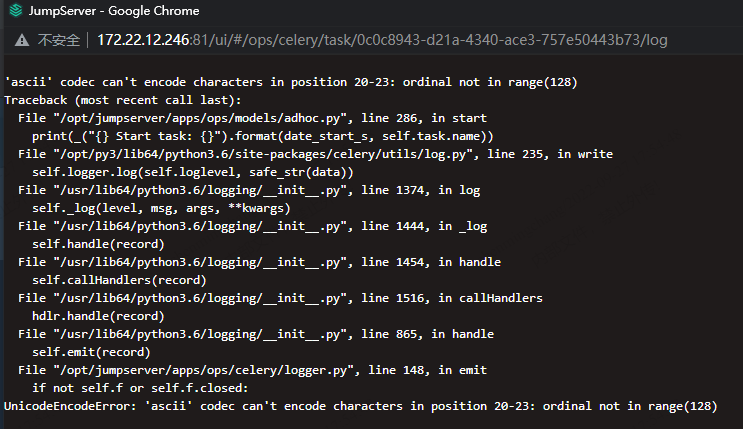 JumpServer - Google Chrome
不安全 | 172.22.12.246:81/ui/#/ops/celery/task/0c0c8943-d21a-4340-ace3-757e50443b73/log
'ascii' codec can't encode characters in position 20-23: ordinal not in range(128)
Traceback (most recent call last):
  File "/opt/jumpserver/apps/ops/models/adhoc.py", line 286, in start
    print(_("{} Start task: {}").format(date_start_s, self.task.name))
  File "/opt/py3/lib64/python3.6/site-packages/celery/utils/log.py", line 235, in write
    self.logger.log(self.loglevel, safe_str(data))
  File "/usr/lib64/python3.6/logging/__init__.py", line 1374, in log
    self._log(level, msg, args, **kwargs)
  File "/usr/lib64/python3.6/logging/__init__.py", line 1444, in _log
    self.handle(record)
  File "/usr/lib64/python3.6/logging/__init__.py", line 1454, in handle
    self.callHandlers(record)
  File "/usr/lib64/python3.6/logging/__init__.py", line 1516, in callHandlers
    hdlr.handle(record)
  File "/usr/lib64/python3.6/logging/__init__.py", line 865, in handle
    self.emit(record)
  File "/opt/jumpserver/apps/ops/celery/logger.py", line 148, in emit
    if not self.f or self.f.closed:
UnicodeEncodeError: 'ascii' codec can't encode characters in position 20-23: ordinal not in range(128)